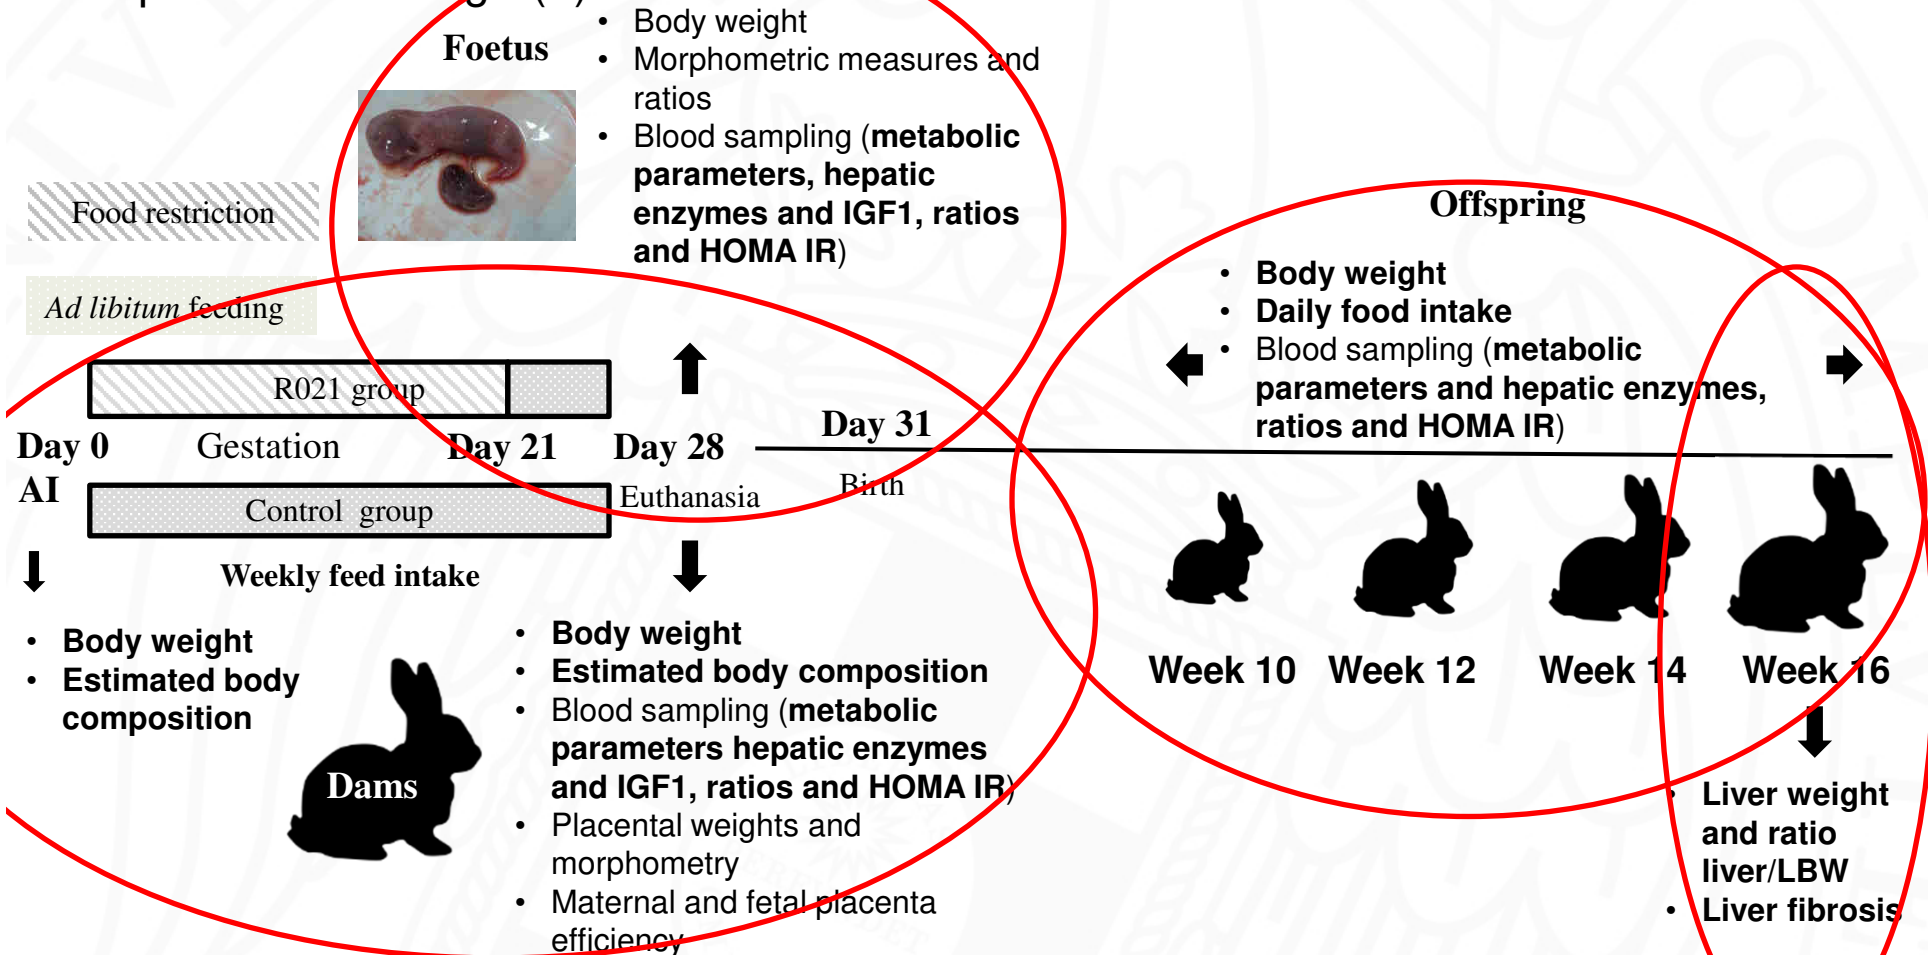 Foetus
• Body weight
• Morphometric measures and
ratios
• Blood sampling (metabolic
parameters, hepatic
enzymes and IGF1, ratios
and HOMA IR)
Food restriction
Ad libitum feeding
R021 group
Day 0
Gestation
Day 21
Day 28
Day 31
AI
Control group
Euthanasia
Birth
Weekly feed intake
• Body weight
• Estimated body
composition
Dams
• Body weight
• Estimated body composition
• Blood sampling (metabolic
parameters hepatic enzymes
and IGF1, ratios and HOMA IR)
• Placental weights and
morphometry
• Maternal and fetal placenta
efficiency
Offspring
• Body weight
• Daily food intake
• Blood sampling (metabolic
parameters and hepatic enzymes,
ratios and HOMA IR)
Week 10
Week 12
Week 14
Week 16
• Liver weight
and ratio
liver/LBW
• Liver fibrosis